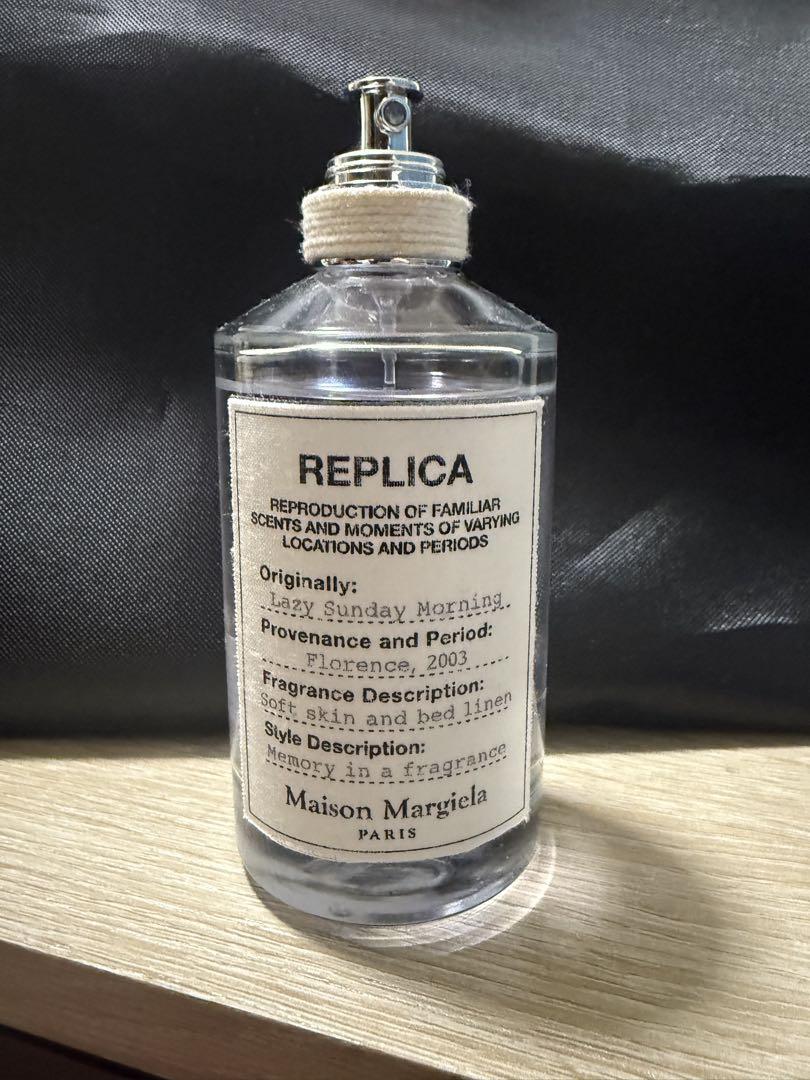 REPLICA
REPRODUCTION OF FAMILIAR
SCENTS AND MOMENTS OF VARYING
LOCATIONS AND PERIODS
Originally:
Lazy Sunday Morning
Provenance and Period:
Florence, 2003
Fragrance Description:
Soft skin and bed linen
Style Description:
Memory in a fragrance
Maison Margiela
PARIS